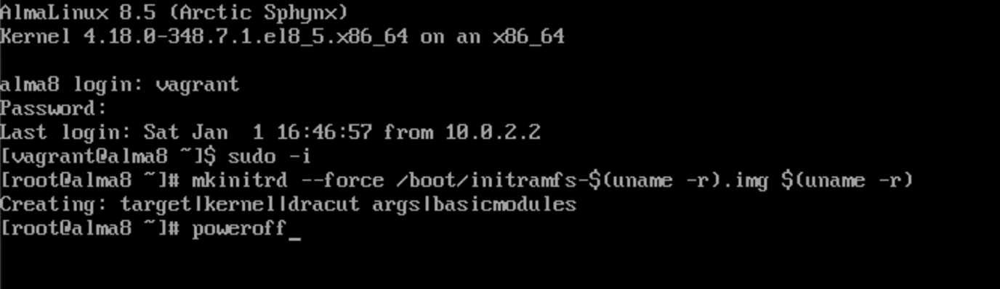 AlmaLinux 8.5 (Arctic Sphynx)
Kernel 4.18.0-348.7.1.el8_5.x86_64 on an x86_64
alma8 login: vagrant
Password:
Last login: Sat Jan  1 16:46:57 from 10.0.2.2
[vagrant@alma8 ~]$ sudo -i
[root@alma8 ~]# mkinitrd --force /boot/initramfs-$(uname -r).img $(uname -r)
Creating: target|kernel|dracut args|basicmodules
[root@alma8 ~]# poweroff_